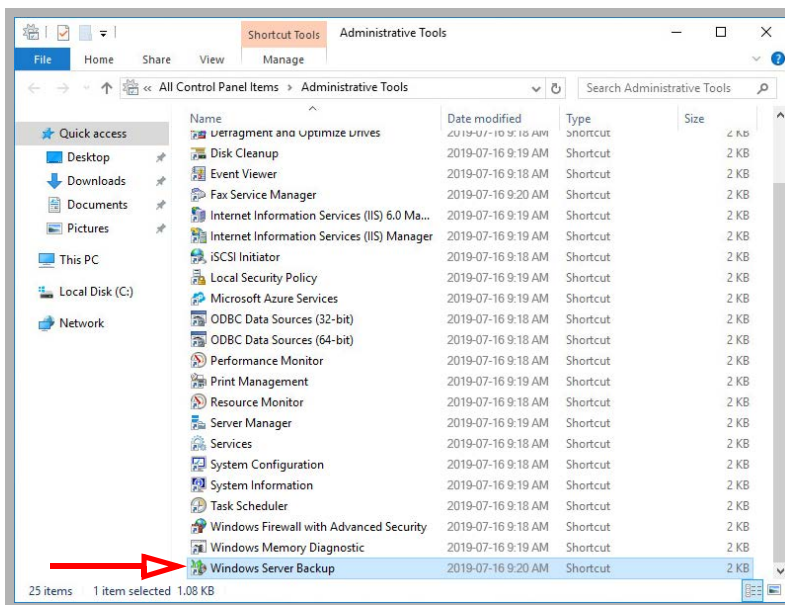 Shortcut Tools Administrative Tools
File Home Share View Manage
« All Control Panel Items > Administrative Tools Search Administrative Tools
Name Date modified Type Size
Quick access
Desktop
Downloads
Documents
Pictures
This PC
Local Disk (C:)
Network
Defragment and Optimize Drives 2019-07-16 9:18 AM Shortcut 2 KB
Disk Cleanup 2019-07-16 9:19 AM Shortcut 2 KB
Event Viewer 2019-07-16 9:18 AM Shortcut 2 KB
Fax Service Manager 2019-07-16 9:20 AM Shortcut 2 KB
Internet Information Services (IIS) 6.0 Ma... 2019-07-16 9:19 AM Shortcut 2 KB
Internet Information Services (IIS) Manager 2019-07-16 9:19 AM Shortcut 2 KB
iSCSI Initiator 2019-07-16 9:18 AM Shortcut 2 KB
Local Security Policy 2019-07-16 9:19 AM Shortcut 2 KB
Microsoft Azure Services 2019-07-16 9:19 AM Shortcut 2 KB
ODBC Data Sources (32-bit) 2019-07-16 9:18 AM Shortcut 2 KB
ODBC Data Sources (64-bit) 2019-07-16 9:18 AM Shortcut 2 KB
Performance Monitor 2019-07-16 9:18 AM Shortcut 2 KB
Print Management 2019-07-16 9:19 AM Shortcut 2 KB
Resource Monitor 2019-07-16 9:18 AM Shortcut 2 KB
Server Manager 2019-07-16 9:19 AM Shortcut 2 KB
Services 2019-07-16 9:18 AM Shortcut 2 KB
System Configuration 2019-07-16 9:18 AM Shortcut 2 KB
System Information 2019-07-16 9:19 AM Shortcut 2 KB
Task Scheduler 2019-07-16 9:18 AM Shortcut 2 KB
Windows Firewall with Advanced Security 2019-07-16 9:18 AM Shortcut 2 KB
Windows Memory Diagnostic 2019-07-16 9:19 AM Shortcut 2 KB
Windows Server Backup 2019-07-16 9:20 AM Shortcut 2 KB
25 items 1 item selected 1.08 KB